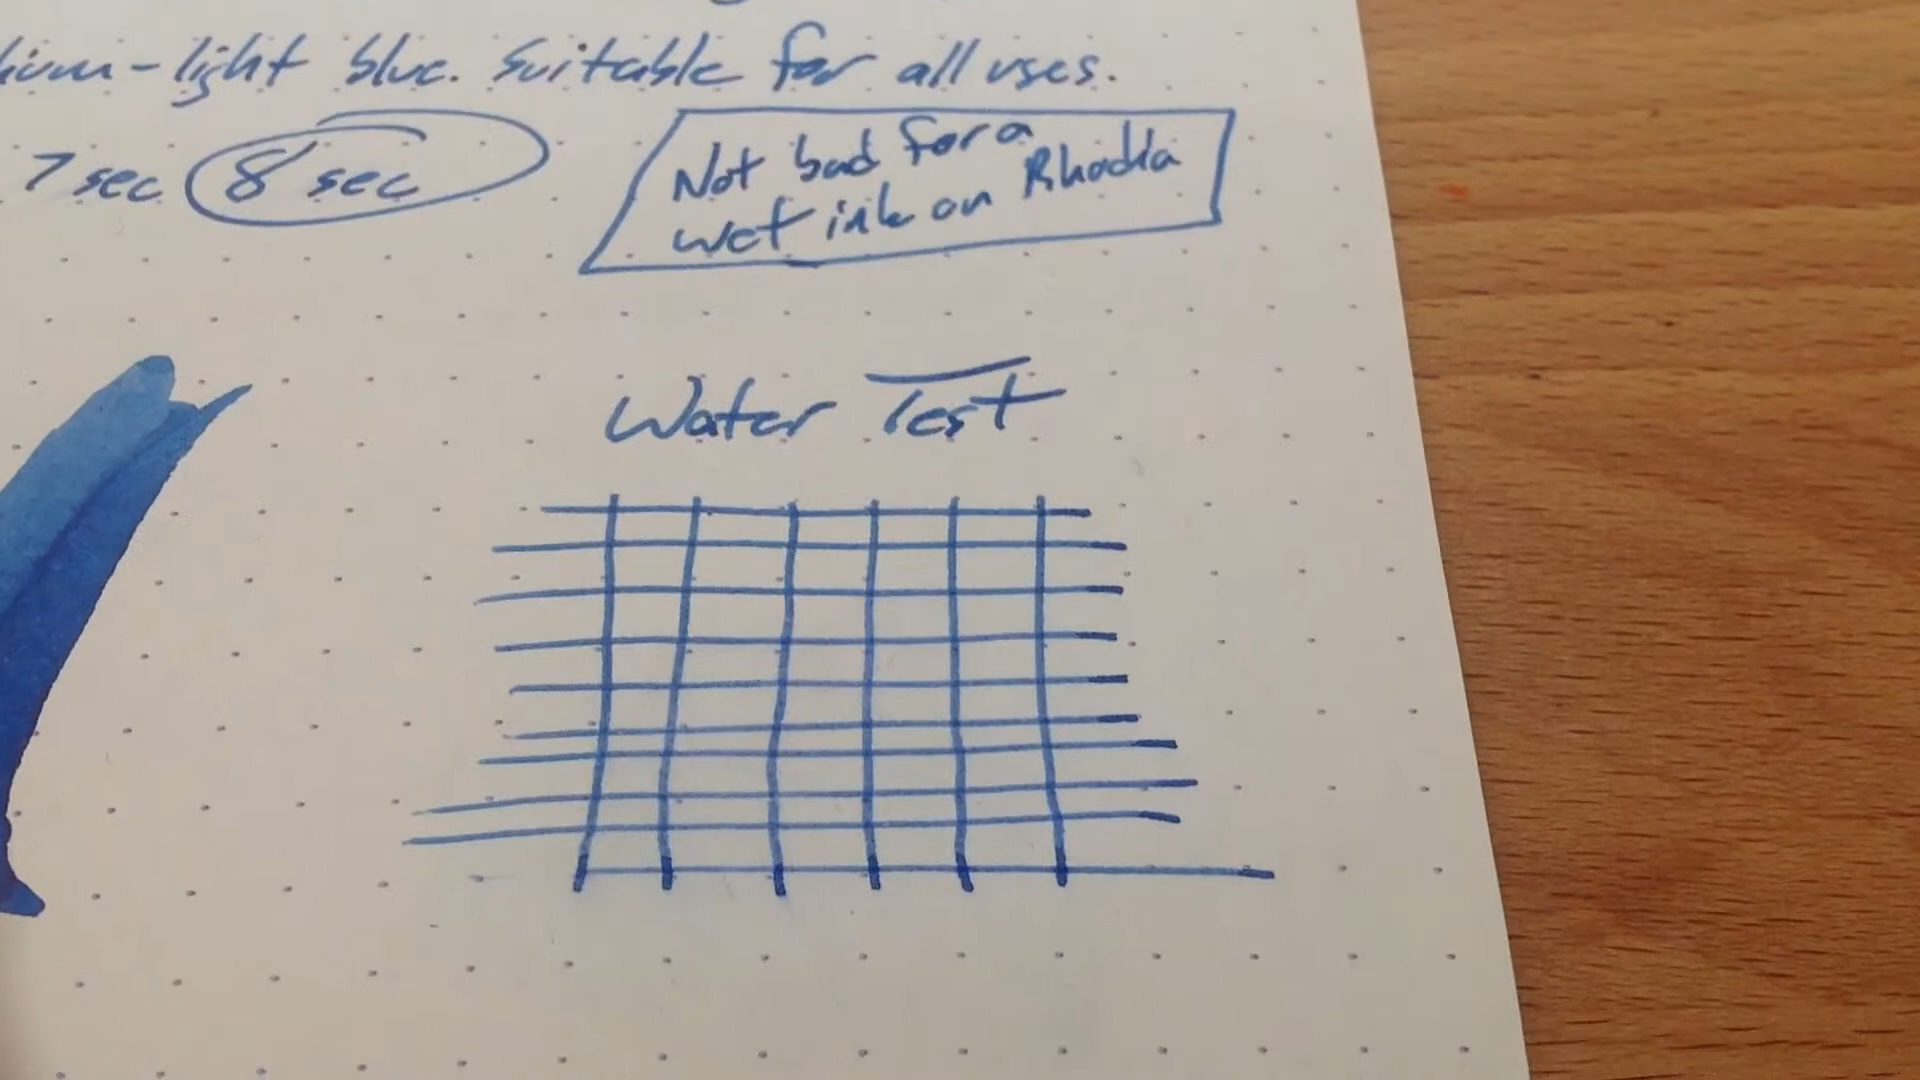 light blue. Suitable for all uses.
7 sec 8 sec
Not bad for a
wet ink on Rhodia
Water Test